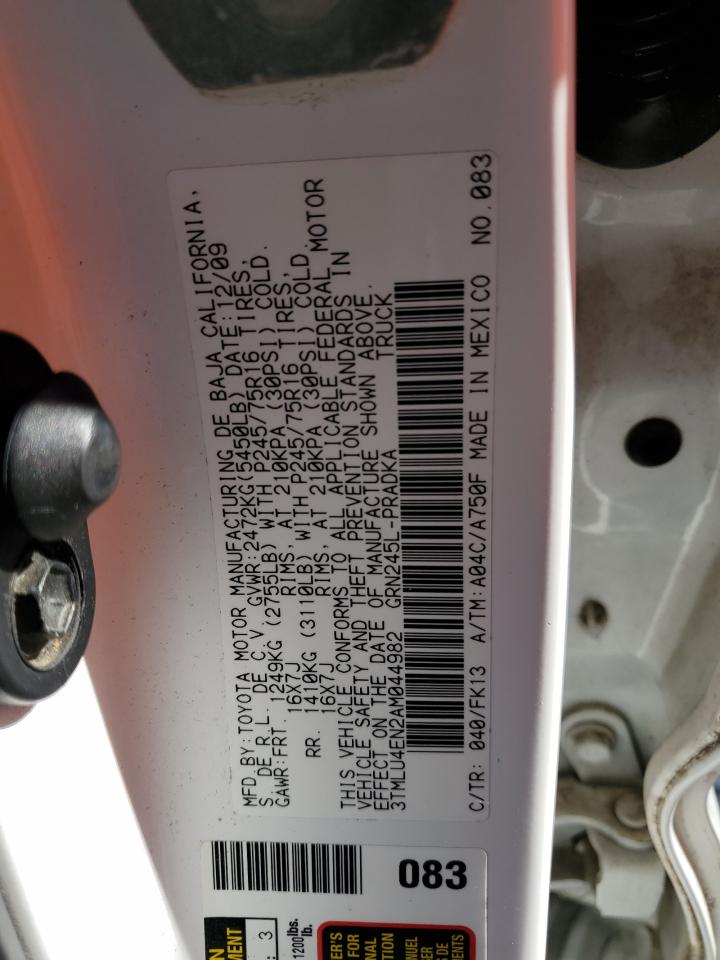 MFD.BY:TOYOTA MOTOR MANUFACTURING DE BAJA CALIFORNIA,
S. DE R.L. DE C.V. GVWR:2472KG(5450LB) DATE:12/09
GAWR:FRT. 1249KG (2755LB) WITH P245/75R16 TIRES,
16X7J RIMS, AT 210KPA (30PSI) COLD.
RR. 1410KG (3110LB) WITH P245/75R16 TIRES,
16X7J RIMS, AT 210KPA (30PSI) COLD.
THIS VEHICLE CONFORMS TO ALL APPLICABLE FEDERAL MOTOR
VEHICLE SAFETY AND THEFT PREVENTION STANDARDS IN
EFFECT ON THE DATE OF MANUFACTURE SHOWN ABOVE.
3TMLU4EN2AM044982 GRN245L-PRADKA TRUCK
C/TR: 040/FK13 A/TM:A04C/A750F MADE IN MEXICO NO.083
083
3
1200lbs.